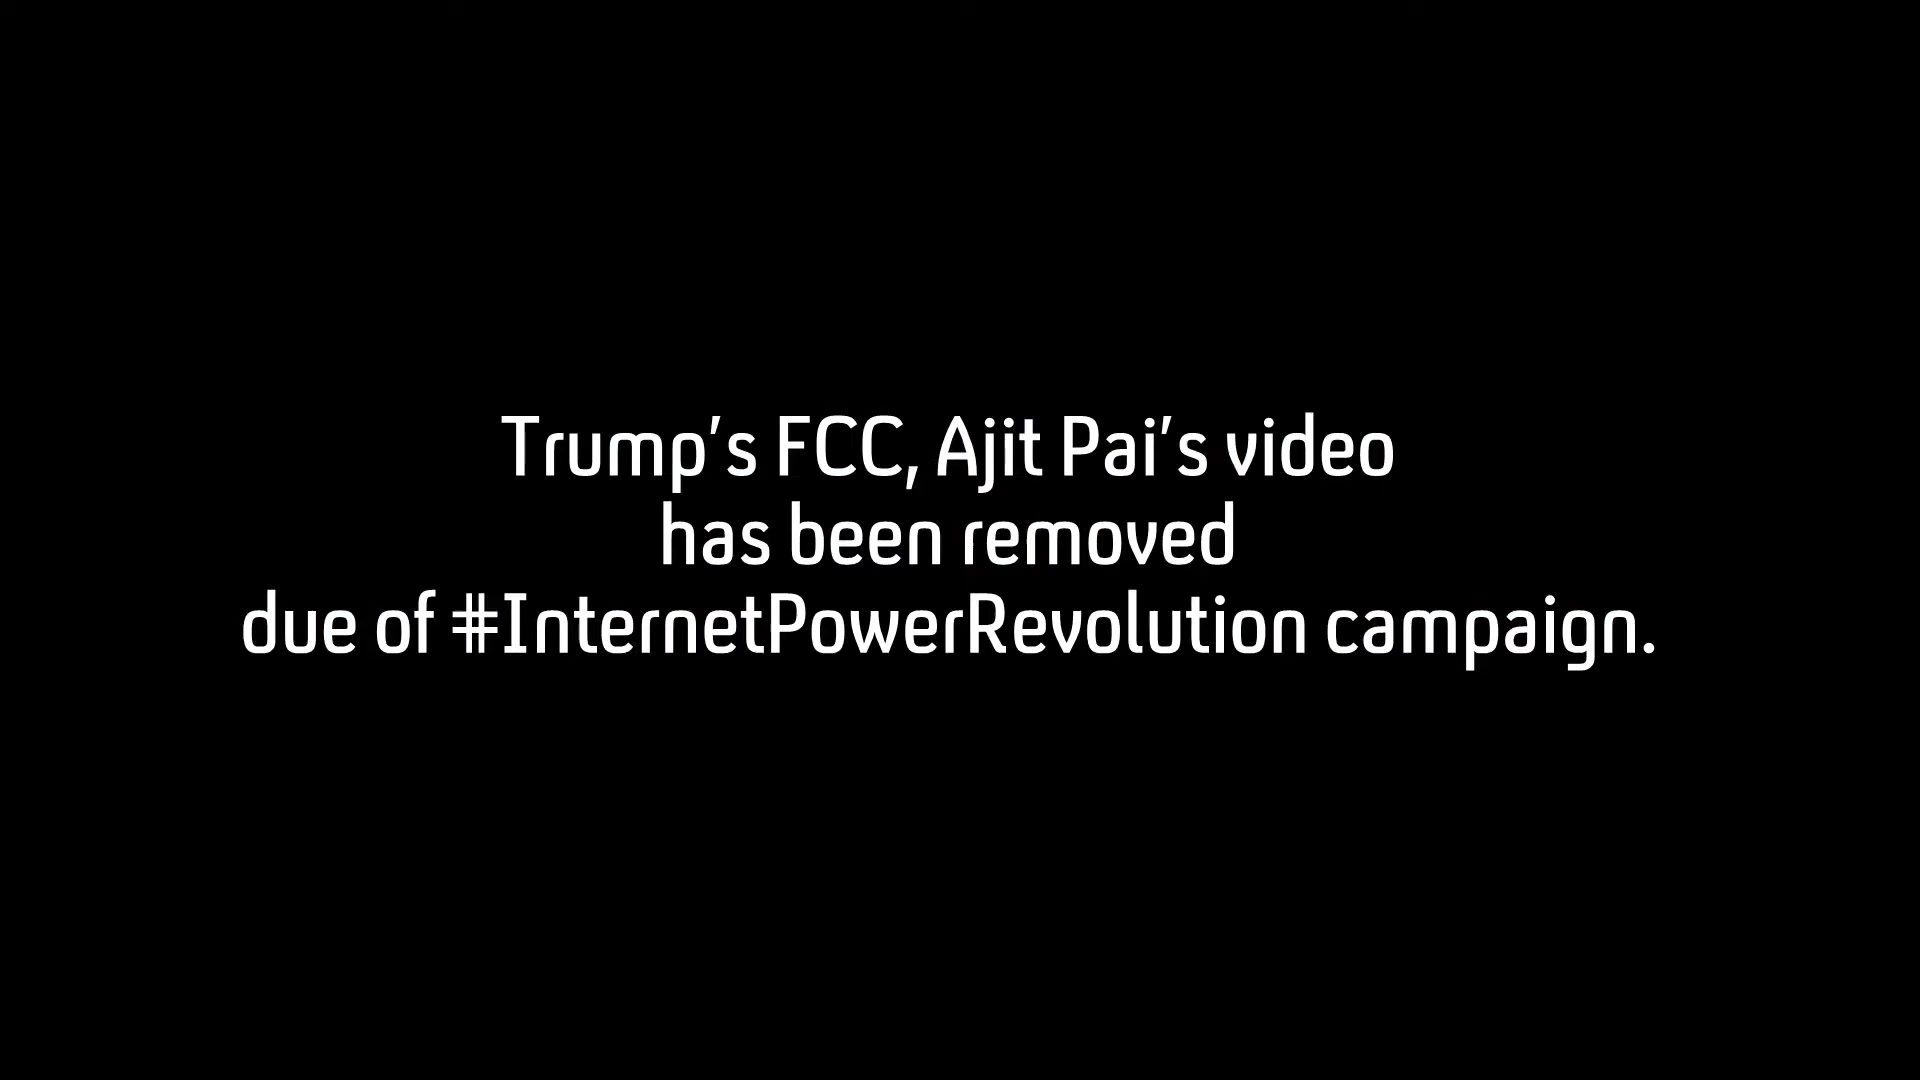 Trump’s FCC, Ajit Pai’s video
has been removed
due of #InternetPowerRevolution campaign.